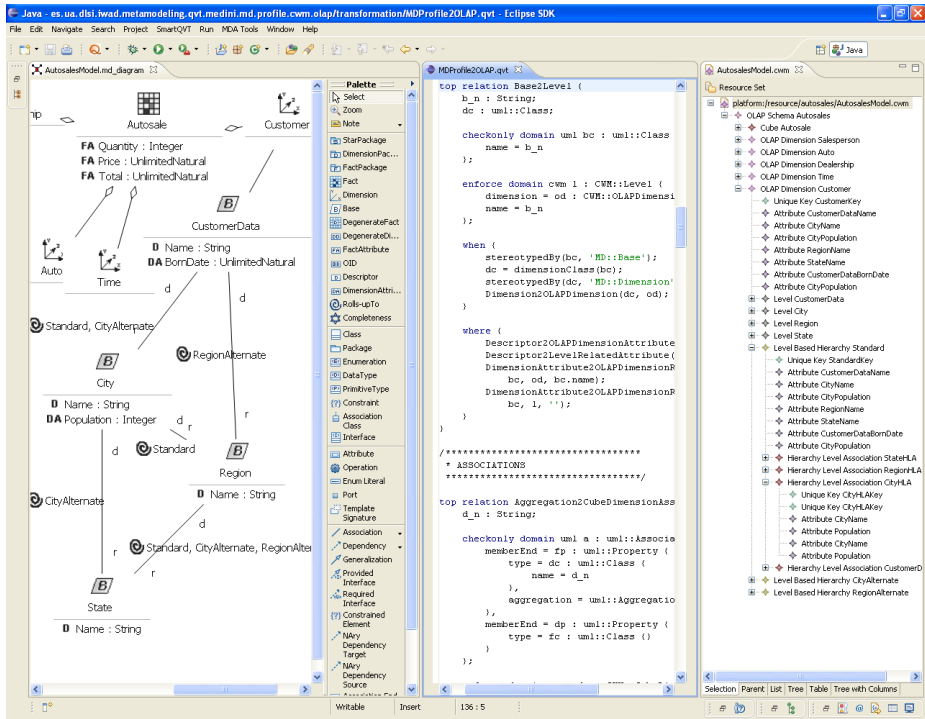 Java - es.ua.dlsi.iwad.metamodeling.qvt.medini.md.profile.cwm.olap/transformation/MDProfile2OLAP.qvt - Eclipse SDK
File Edit Navigate Search Project SmartQVT Run MDA Tools Window Help
Java
AutosalesModel.md_diagram
hip
Autosale
Customer
FA Quantity : Integer
FA Price : UnlimitedNatural
FA Total : UnlimitedNatural
B
CustomerData
D Name : String
DA BornDate : UnlimitedNatural
Auto
Time
d
d
Standard, CityAlternate
RegionAlternate
B
City
D Name : String
DA Population : Integer
d
r
r
d
Standard
B
Region
D Name : String
CityAlternate
d
r
Standard, CityAlternate, RegionAlter
r
B
State
D Name : String
Palette
Select
Zoom
Note
StarPackage
DimensionPac...
FactPackage
Fact
Dimension
Base
DegenerateFact
DegenerateDi...
FactAttribute
OID
Descriptor
DimensionAttri...
Rolls-upTo
Completeness
Class
Package
Enumeration
DataType
PrimitiveType
Constraint
Association
Class
Interface
Attribute
Operation
Enum Literal
Port
Template
Signature
Association
Dependency
Generalization
Provided
Interface
Required
Interface
Constrained
Element
NAry
Dependency
Target
NAry
Dependency
Source
MDProfile2OLAP.qvt
top relation Base2Level {
b_n : String;
dc : uml::Class;
checkonly domain uml bc : uml::Class
name = b_n
};
enforce domain cwm l : CWM::Level {
dimension = od : CWM::OLAPDimensi
name = b_n
};
when {
stereotypedBy(bc, 'MD::Base');
dc = dimensionClass(bc);
stereotypedBy(dc, 'MD::Dimension'
Dimension2OLAPDimension(dc, od);
}
where {
Descriptor2OLAPDimensionAttribute
Descriptor2LevelRelatedAttribute(
DimensionAttribute2OLAPDimensionR
bc, od, bc.name);
DimensionAttribute2OLAPDimensionR
bc, l, '');
}
}
/*********************************
* ASSOCIATIONS
*********************************/
top relation Aggregation2CubeDimensionAss
d_n : String;
checkonly domain uml a : uml::Associa
memberEnd = fp : uml::Property {
type = dc : uml::Class {
name = d_n
},
aggregation = uml::Aggregatio
},
memberEnd = dp : uml::Property {
type = fc : uml::Class {}
}
};
AutosalesModel.cwm
Resource Set
platform:/resource/autosales/AutosalesModel.cwm
OLAP Schema Autosales
Cube Autosale
OLAP Dimension Salesperson
OLAP Dimension Auto
OLAP Dimension Dealership
OLAP Dimension Time
OLAP Dimension Customer
Unique Key CustomerKey
Attribute CustomerDataName
Attribute CityName
Attribute CityPopulation
Attribute RegionName
Attribute StateName
Attribute CustomerDataBornDate
Attribute CityPopulation
Level CustomerData
Level City
Level Region
Level State
Level Based Hierarchy Standard
Unique Key StandardKey
Attribute CustomerDataName
Attribute CityName
Attribute CityPopulation
Attribute RegionName
Attribute StateName
Attribute CustomerDataBornDate
Attribute CityPopulation
Hierarchy Level Association StateHLA
Hierarchy Level Association RegionHLA
Hierarchy Level Association CityHLA
Unique Key CityHLAKey
Unique Key CityHLAKey
Attribute CityName
Attribute Population
Attribute CityName
Attribute Population
Hierarchy Level Association CustomerD
Level Based Hierarchy CityAlternate
Level Based Hierarchy RegionAlternate
Selection Parent List Tree Table Tree with Columns
Writable Insert 136 : 5